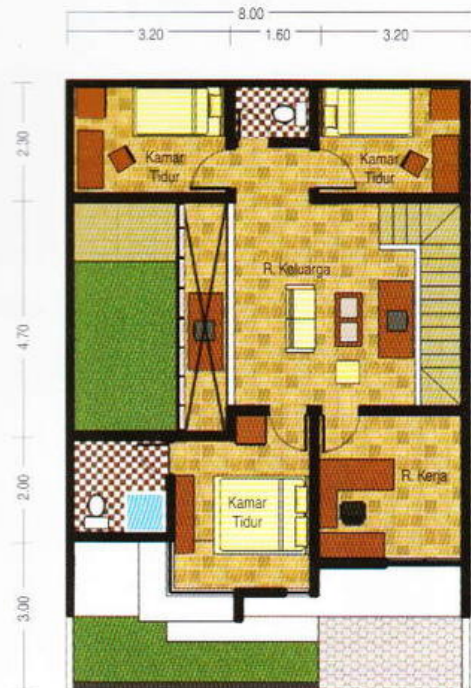 8.00
3.20 1.60 3.20
2.30
4.70
2.00
3.00
Kamar
Tidur
Kamar
Tidur
R. Keluarga
Kamar
Tidur
R. Kerja